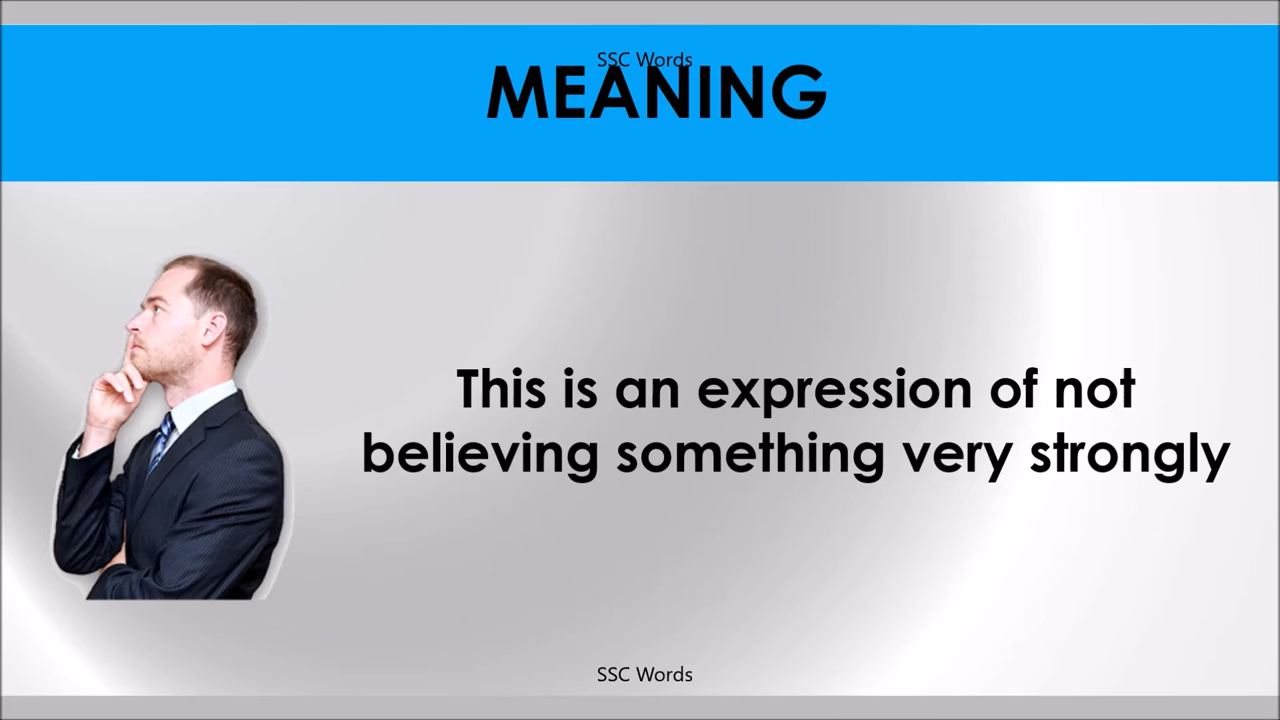 SSC Words
MEANING
This is an expression of not
believing something very strongly
SSC Words